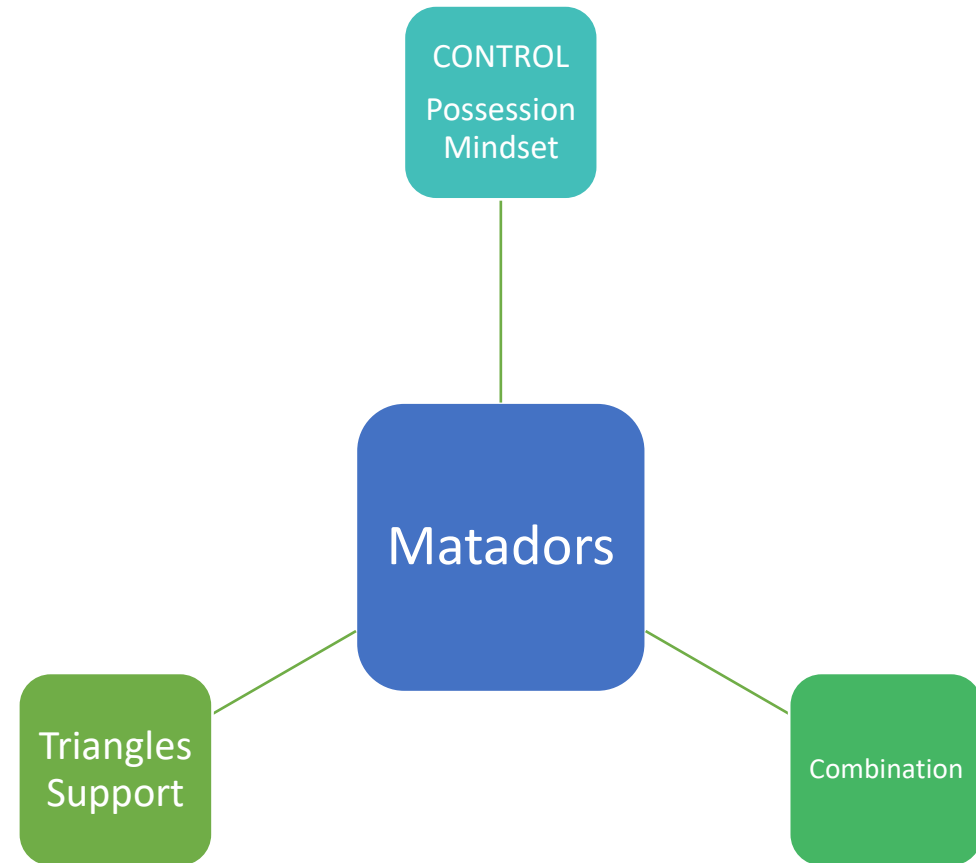 CONTROL
Possession
Mindset
Matadors
Triangles
Support
Combination